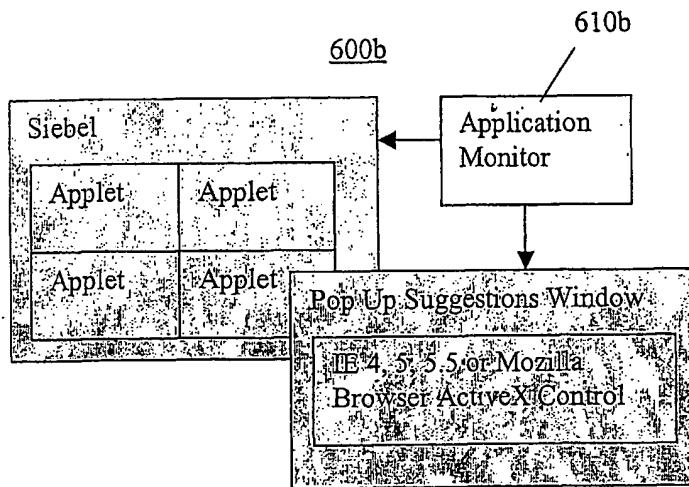 610b
600b
Siebel
Application
Monitor
Applet Applet
Applet Applet
Pop Up Suggestions Window
IE 4, 5, 5.5 or Mozilla
Browser ActiveX Control